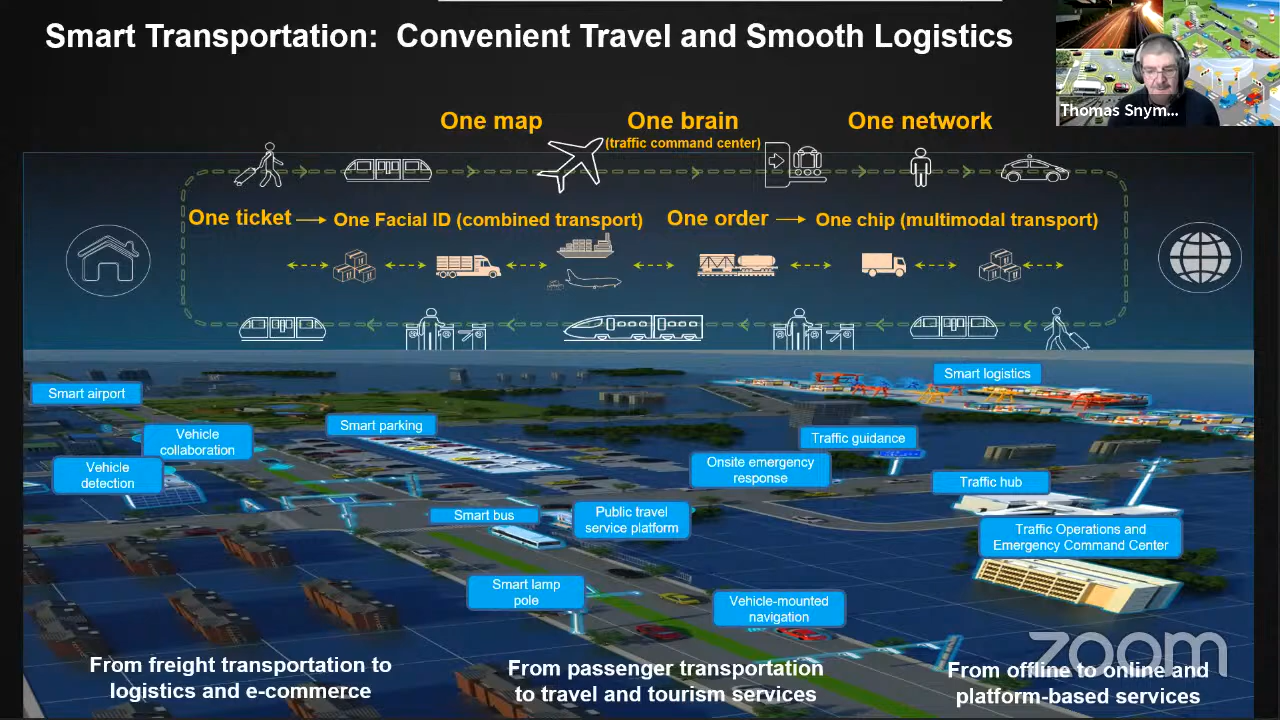 Smart Transportation: Convenient Travel and Smooth Logistics
Thomas Snym...
One map
One brain
(traffic command center)
One network
One ticket
One Facial ID (combined transport)
One order
One chip (multimodal transport)
Smart airport
Smart logistics
Vehicle
collaboration
Smart parking
Traffic guidance
Vehicle
detection
Onsite emergency
response
Traffic hub
Smart bus
Public travel
service platform
Traffic Operations and
Emergency Command Center
Smart lamp
pole
Vehicle-mounted
navigation
From freight transportation to
logistics and e-commerce
From passenger transportation
to travel and tourism services
From offline to online and
platform-based services
zoom